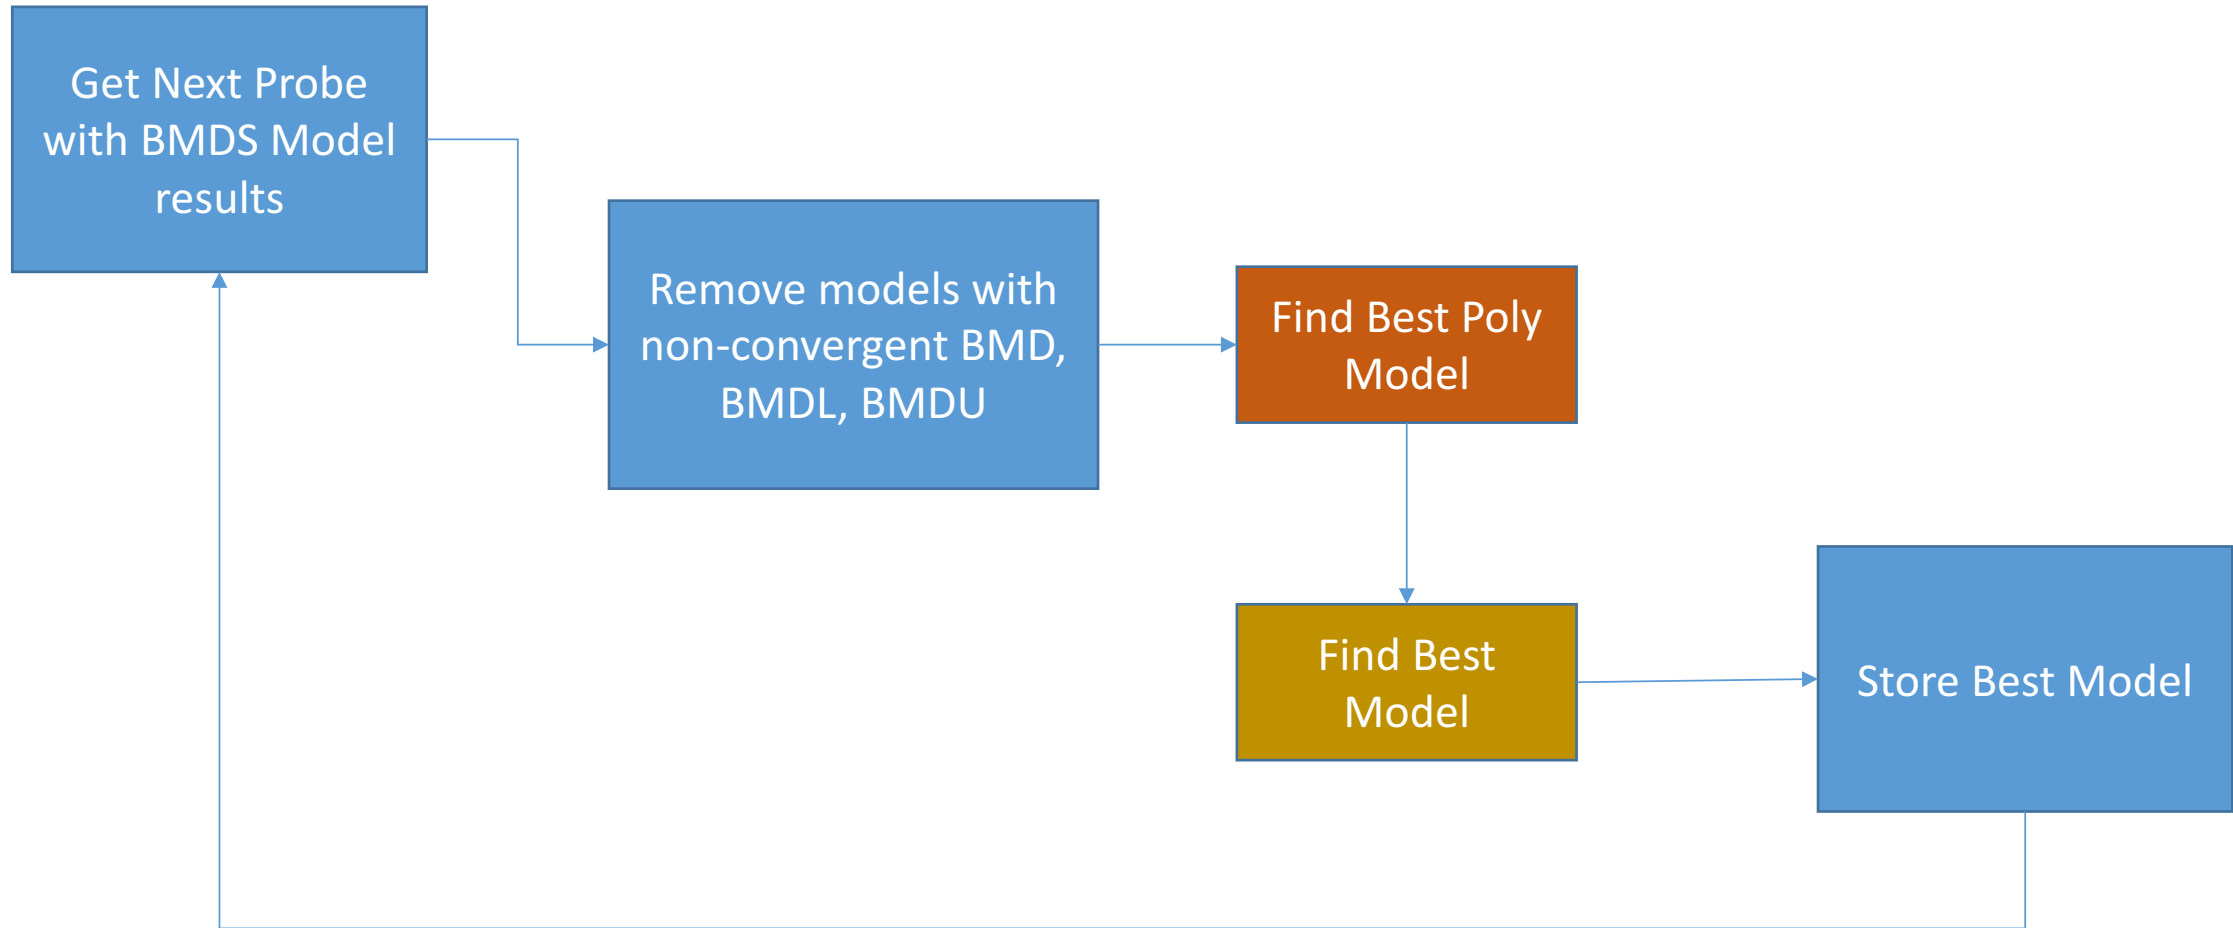 Get Next Probe
with BMDS Model
results
Remove models with
non-convergent BMD,
BMDL, BMDU
Find Best Poly
Model
Find Best
Model
Store Best Model